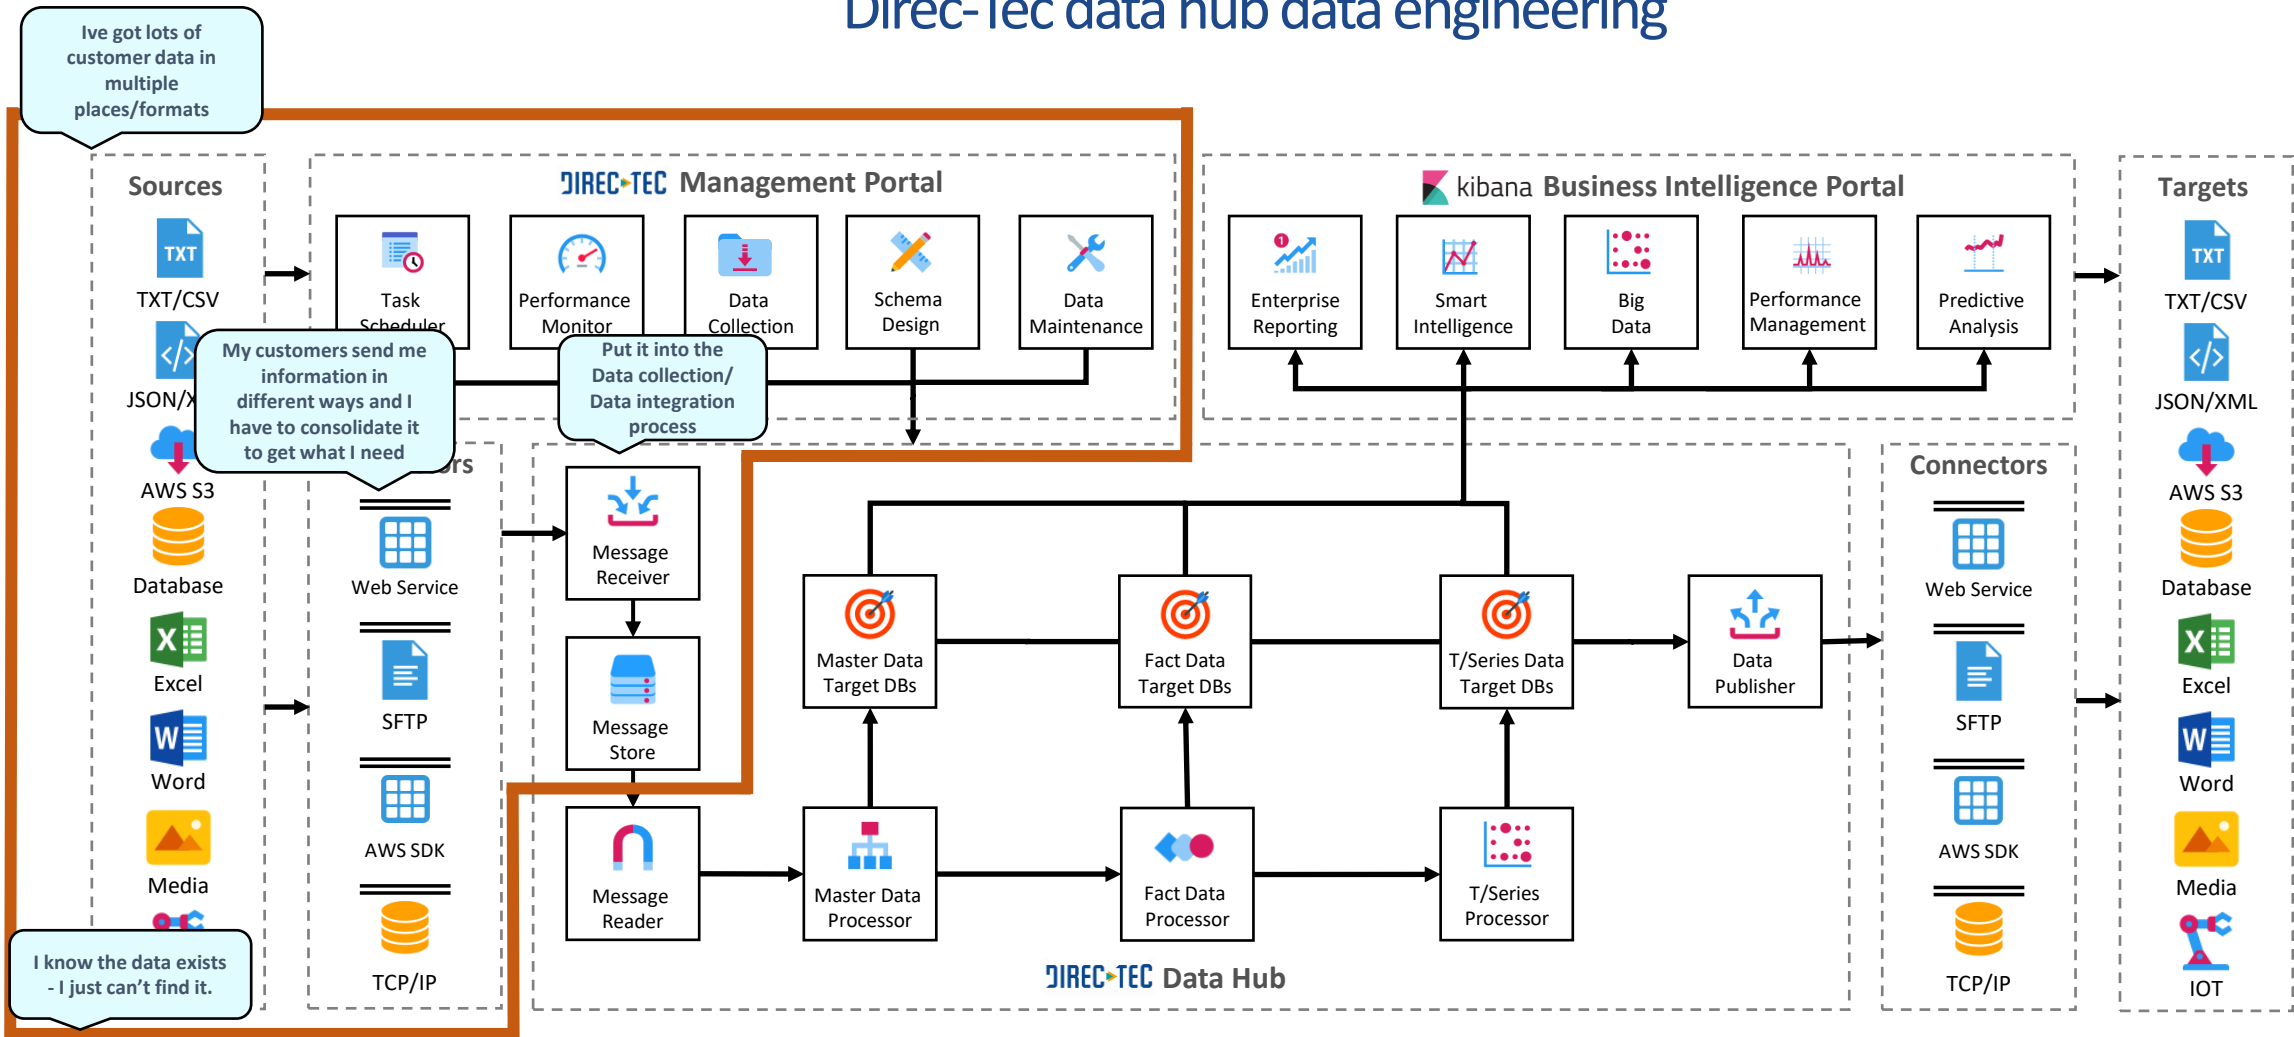 Direc-Tec data hub data engineering
Ive got lots of
customer data in
multiple
places/formats
Sources
TXT
TXT/CSV
</>
JSON/X
AWS S3
Database
X
Excel
W
Word
Media
I know the data exists
- I just can't find it.
DIREC-TEC Management Portal
Task
Scheduler
Performance
Monitor
Data
Collection
Schema
Design
Data
Maintenance
My customers send me
information in
different ways and I
have to consolidate it
to get what I need
Put it into the
Data collection/
Data integration
process
ors
Web Service
SFTP
AWS SDK
TCP/IP
Message
Receiver
Message
Store
Message
Reader
Master Data
Target DBs
Fact Data
Target DBs
T/Series Data
Target DBs
Data
Publisher
Master Data
Processor
Fact Data
Processor
T/Series
Processor
DIREC-TEC Data Hub
kibana Business Intelligence Portal
1
Enterprise
Reporting
Smart
Intelligence
Big
Data
Performance
Management
Predictive
Analysis
Connectors
Web Service
SFTP
AWS SDK
TCP/IP
Targets
TXT
TXT/CSV
</>
JSON/XML
AWS S3
Database
X
Excel
W
Word
Media
IOT